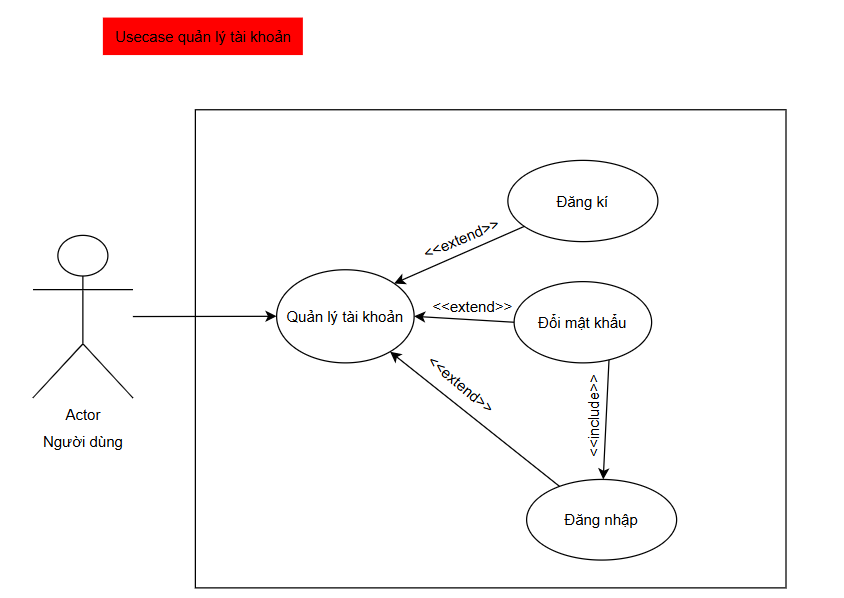 Usecase quản lý tài khoản
Đăng kí
<<extend>>
Quản lý tài khoản
<<extend>>
Đổi mật khẩu
<<extend>>
<<include>>
Actor
Người dùng
Đăng nhập